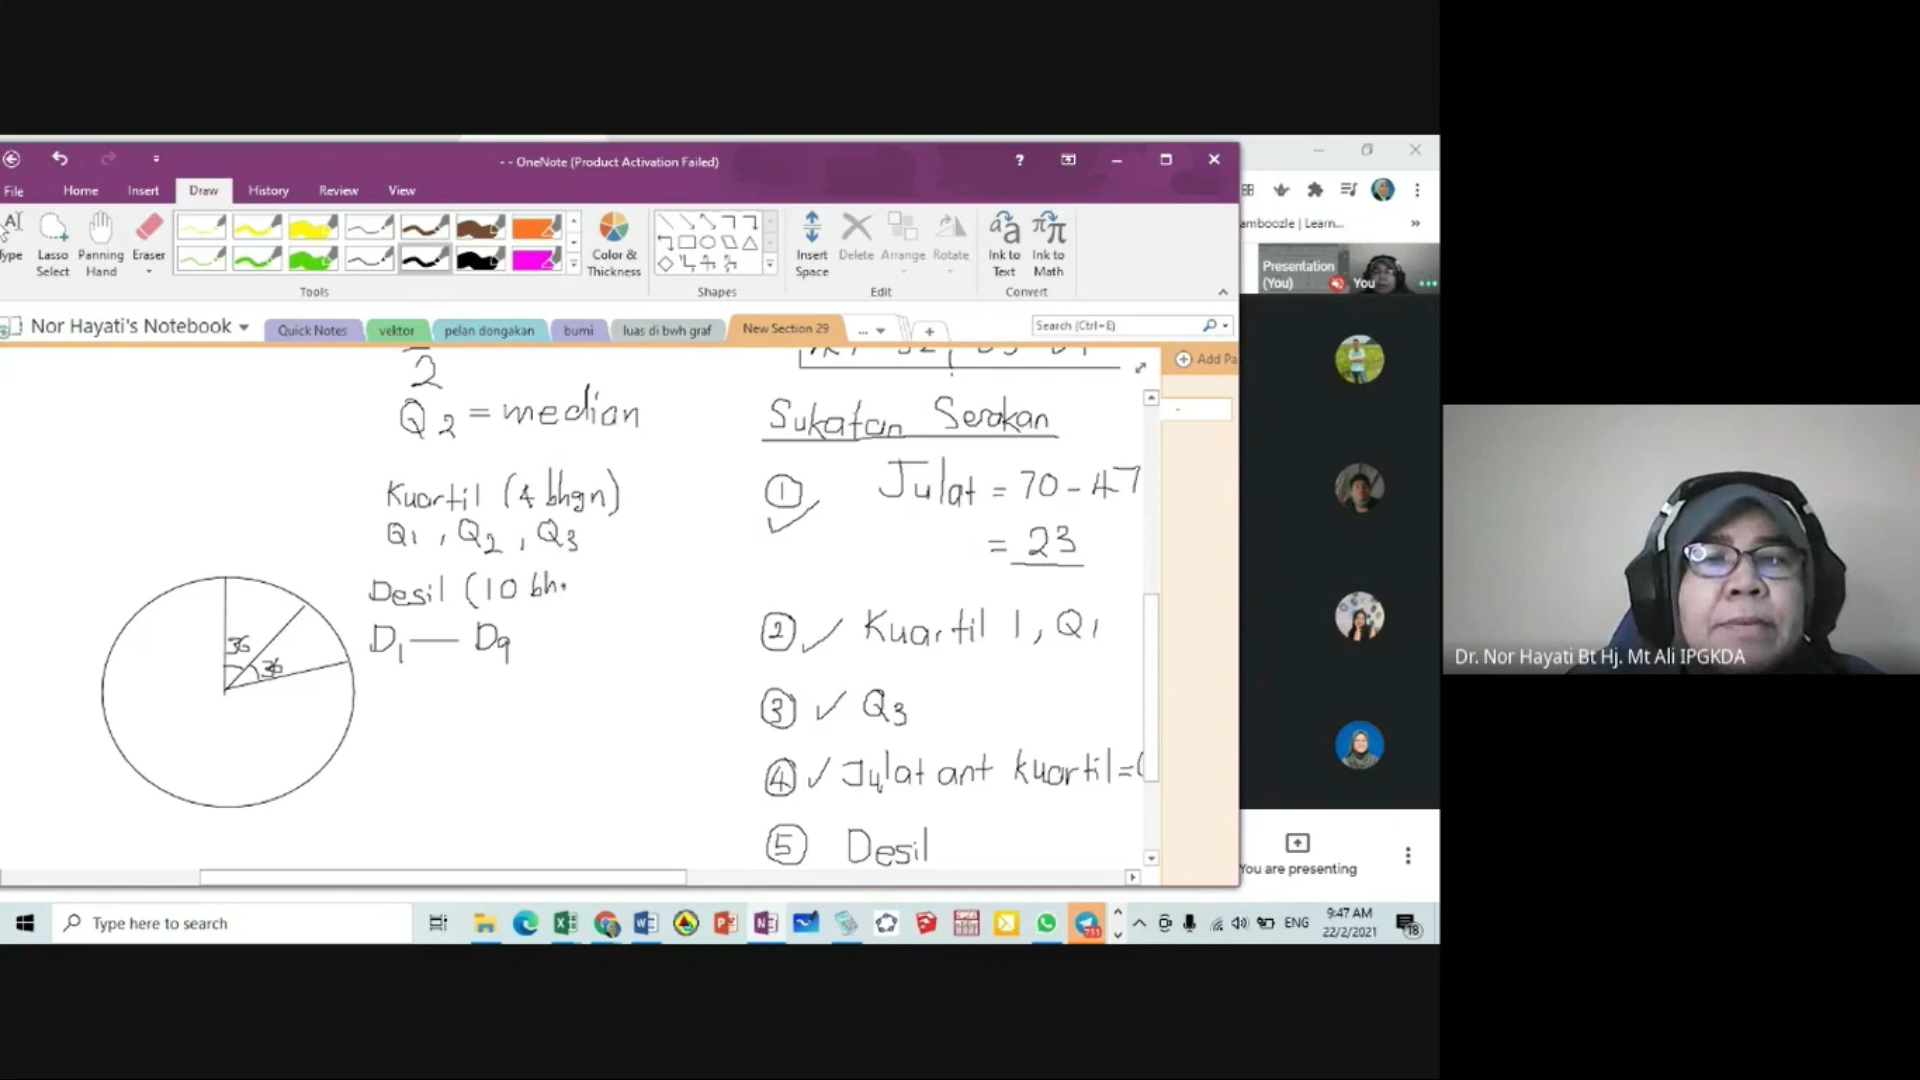 - - OneNote (Product Activation Failed)
File Home Insert Draw History Review View
Type
Lasso Select
Panning Hand
Eraser
Color & Thickness
Insert Space
Delete
Arrange
Rotate
Ink to Text
Ink to Math
Tools
Shapes
Edit
Convert
Nor Hayati's Notebook
Quick Notes vektor pelan dongakan bumi luas di bwh graf New Section 29 ...
Search (Ctrl+E)
Add Pa
2
Q2 = median
Kuartil (4 bhgn)
Q1, Q2, Q3
Desil (10 bh
D1 — D9
36
36
Sukatan Serakan
① Julat = 70 - 47
= 23
② Kuartil 1, Q1
③ Q3
④ Julat ant kuartil = (
⑤ Desil
amboozle | Learn...
Presentation (You)
You
You are presenting
Dr. Nor Hayati Bt Hj. Mt Ali IPGKDA
Type here to search
ENG
9:47 AM
22/2/2021
18